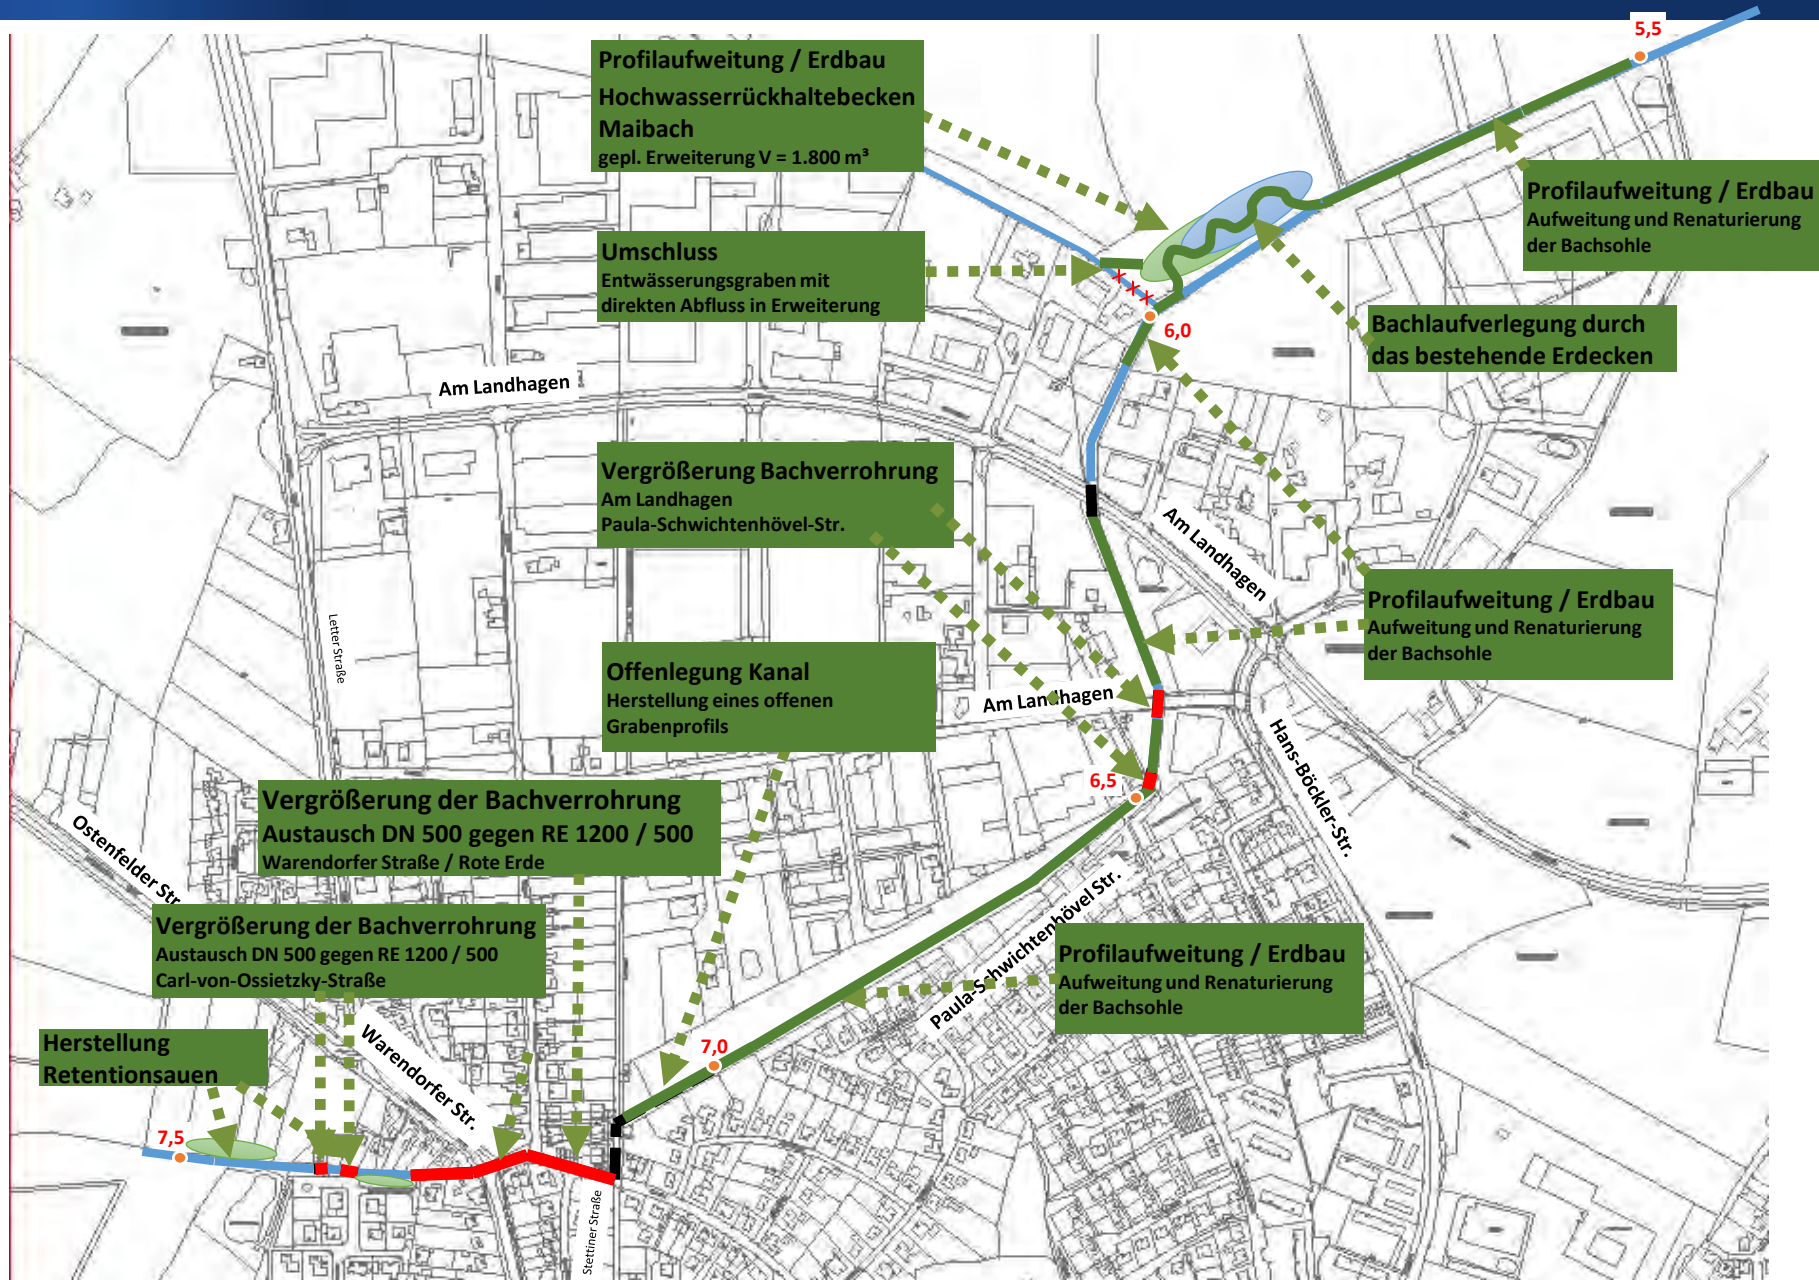 5,5
Profilaufweitung / Erdbau
Hochwasserrückhaltebecken
Maibach
gepl. Erweiterung V = 1.800 m³
Profilaufweitung / Erdbau
Aufweitung und Renaturierung
der Bachsohle
Umschluss
Entwässerungsgraben mit
direkten Abfluss in Erweiterung
6,0
Bachlaufverlegung durch
das bestehende Erdecken
Am Landhagen
Vergrößerung Bachverrohrung
Am Landhagen
Paula-Schwichtenhövel-Str.
Am Landhagen
Profilaufweitung / Erdbau
Aufweitung und Renaturierung
der Bachsohle
Letter Straße
Offenlegung Kanal
Herstellung eines offenen
Grabenprofils
Am Landhagen
Hans-Böckler-Str.
6,5
Vergrößerung der Bachverrohrung
Austausch DN 500 gegen RE 1200 / 500
Warendorfer Straße / Rote Erde
Ostenfelder Str.
Vergrößerung der Bachverrohrung
Austausch DN 500 gegen RE 1200 / 500
Carl-von-Ossietzky-Straße
Paula-Schwichtenhövel Str.
Profilaufweitung / Erdbau
Aufweitung und Renaturierung
der Bachsohle
Herstellung
Retentionsauen
Warendorfer Str.
7,0
7,5
Stettiner Straße